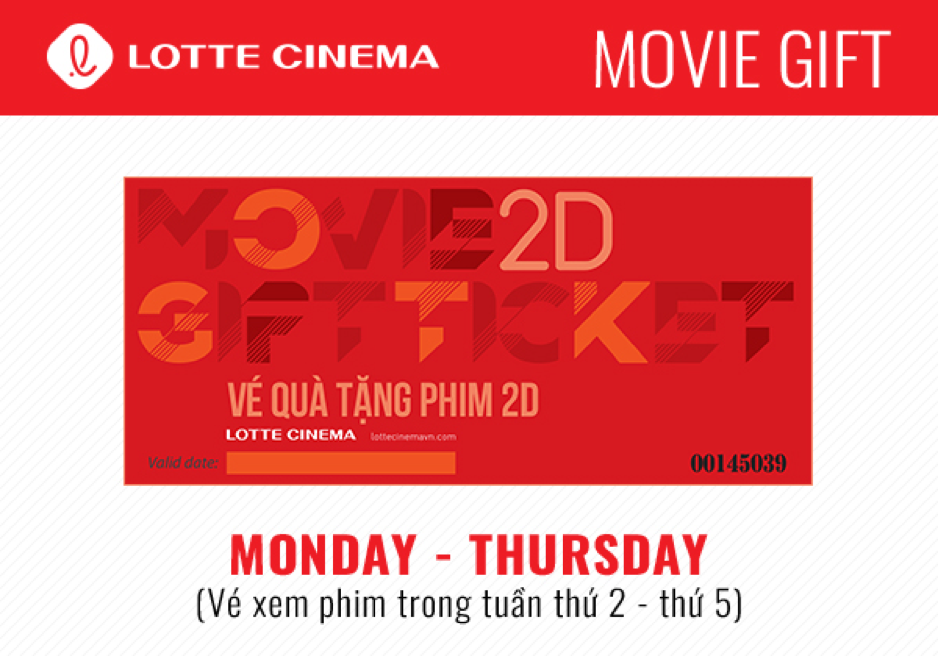 LOTTE CINEMA
MOVIE GIFT
MOVIE 2D
GIFT TICKET
VÉ QUÀ TẶNG PHIM 2D
LOTTE CINEMA lottecinemavn.com
Valid date:
00145039
MONDAY - THURSDAY
(Vé xem phim trong tuần thứ 2 - thứ 5)